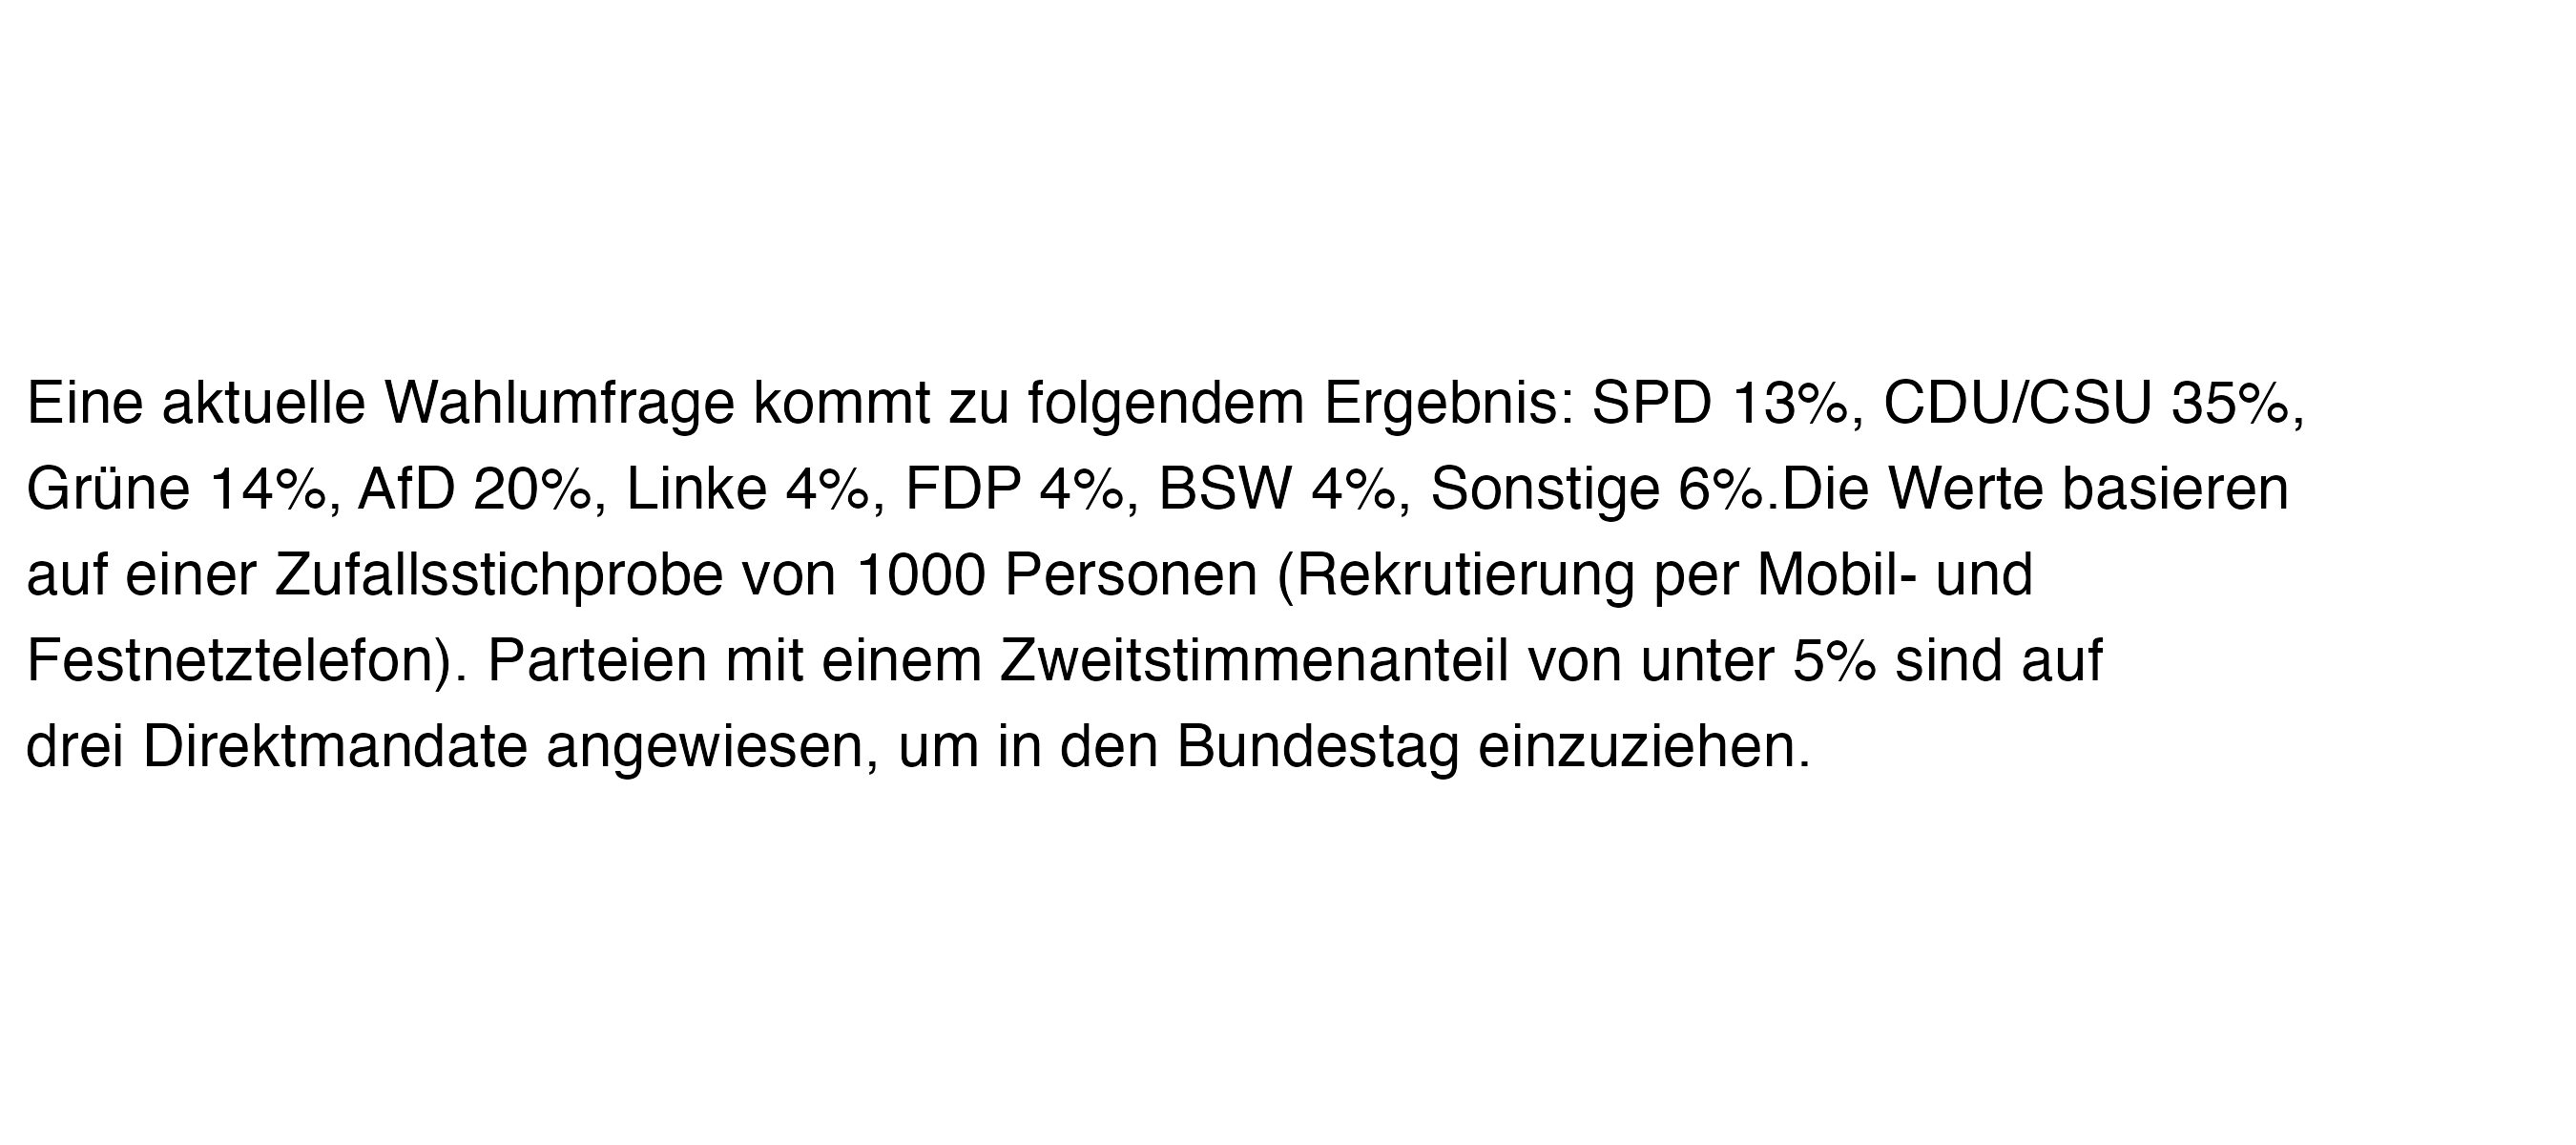 Eine aktuelle Wahlumfrage kommt zu folgendem Ergebnis: SPD 13%, CDU/CSU 35%,
Grüne 14%, AfD 20%, Linke 4%, FDP 4%, BSW 4%, Sonstige 6%.Die Werte basieren
auf einer Zufallsstichprobe von 1000 Personen (Rekrutierung per Mobil- und
Festnetztelefon). Parteien mit einem Zweitstimmenanteil von unter 5% sind auf
drei Direktmandate angewiesen, um in den Bundestag einzuziehen.